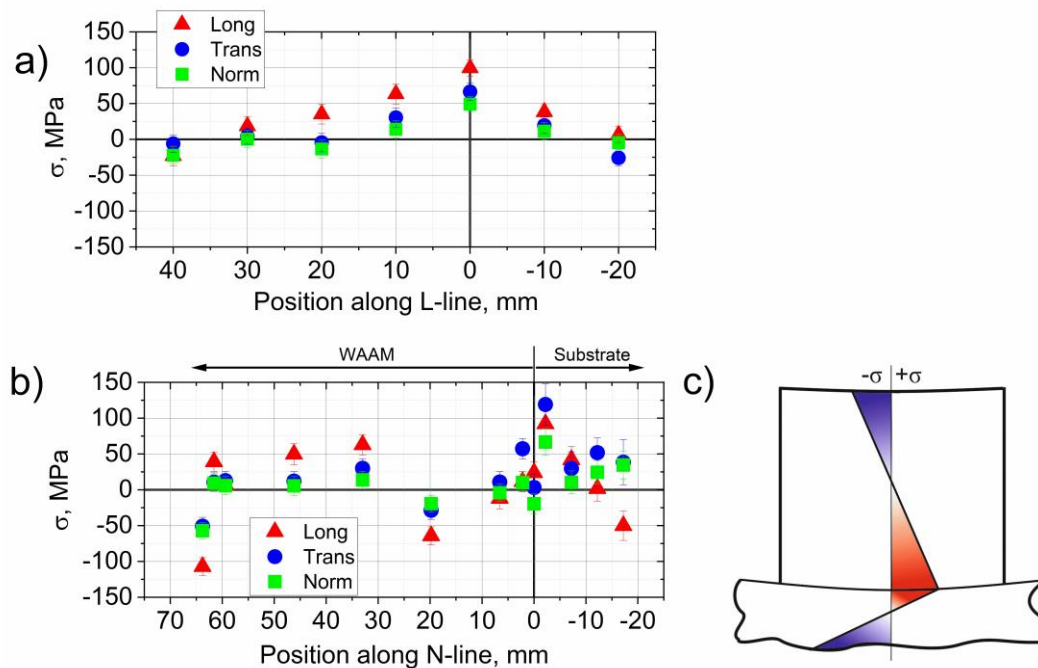 a)
Long
Trans
Norm
150
100
50
0
-50
-100
-150
σ, MPa
40 30 20 10 0 -10 -20
Position along L-line, mm
b)
WAAM Substrate
150
100
50
0
-50
-100
-150
σ, MPa
Long
Trans
Norm
70 60 50 40 30 20 10 0 -10 -20
Position along N-line, mm
c)
-σ +σ